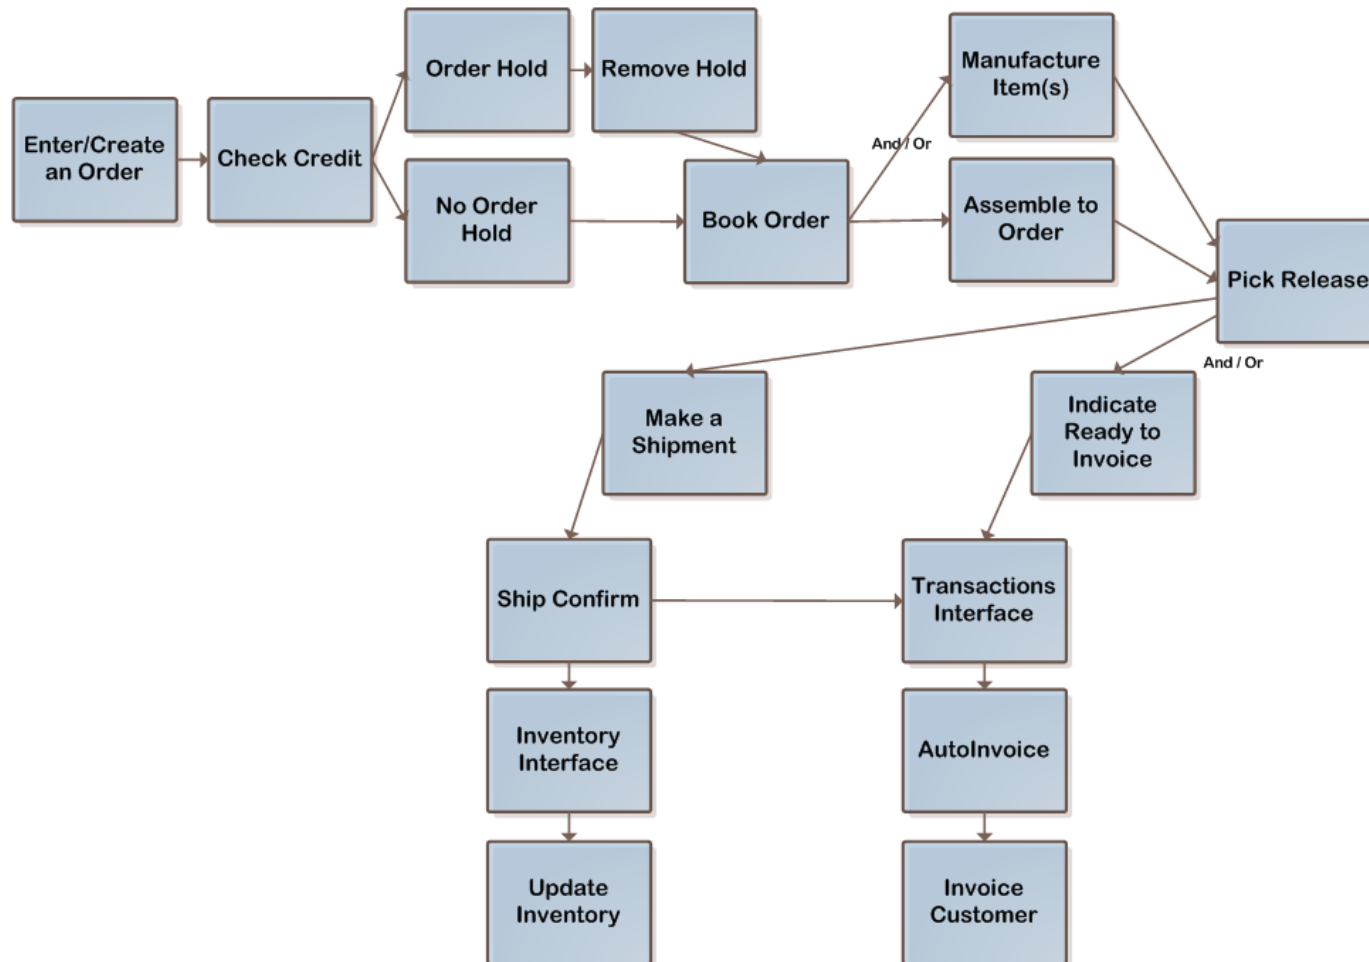 Enter/Create
an Order
Check Credit
Order Hold
Remove Hold
No Order
Hold
Book Order
And / Or
Manufacture
Item(s)
Assemble to
Order
Pick Release
And / Or
Make a
Shipment
Indicate
Ready to
Invoice
Ship Confirm
Transactions
Interface
Inventory
Interface
AutoInvoice
Update
Inventory
Invoice
Customer